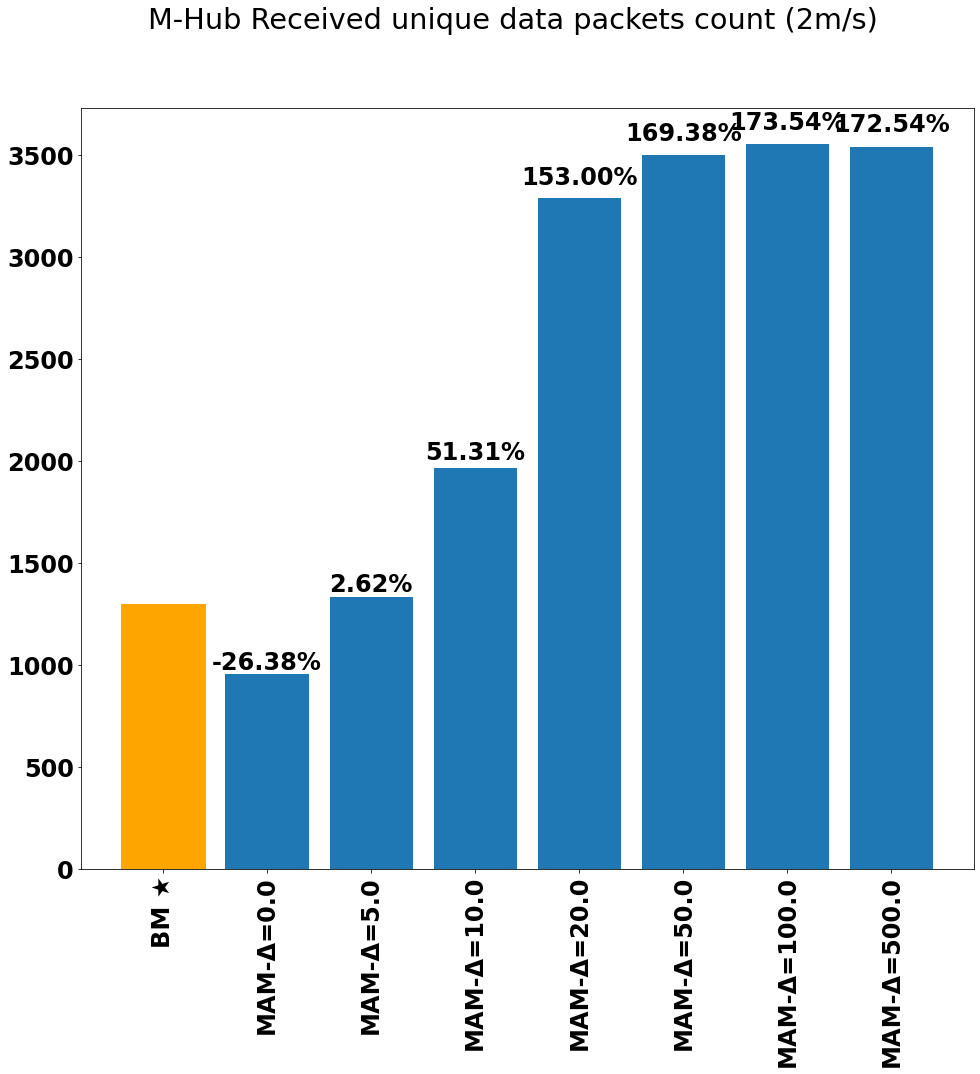 M-Hub Received unique data packets count (2m/s)
3500
3000
2500
2000
1500
1000
500
0
-26.38%
2.62%
51.31%
153.00%
169.38%
173.54%
172.54%
BM ★
MAM-Δ=0.0
MAM-Δ=5.0
MAM-Δ=10.0
MAM-Δ=20.0
MAM-Δ=50.0
MAM-Δ=100.0
MAM-Δ=500.0